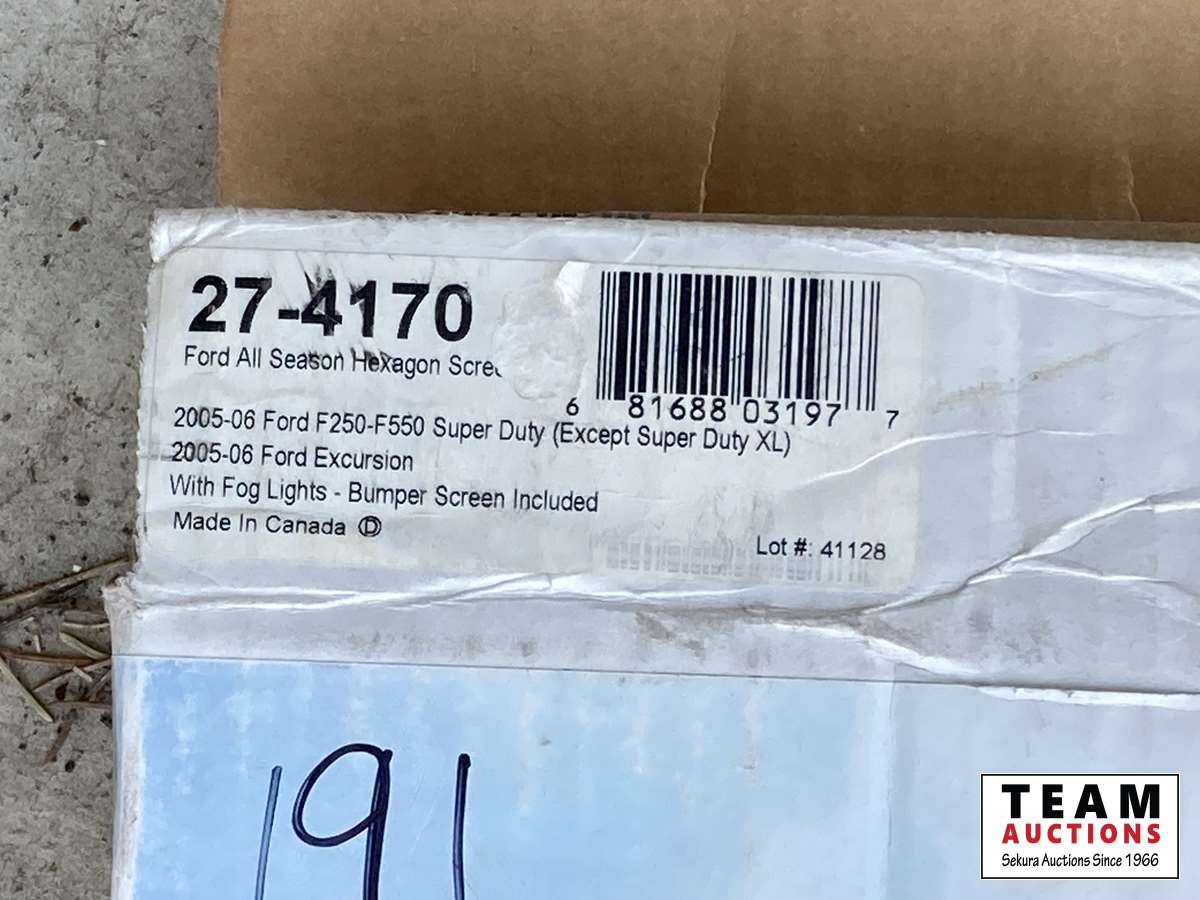 27-4170
Ford All Season Hexagon
6 81688 03197 7
2005-06 Ford F250-F550 Super Duty (Except Super Duty XL)
2005-06 Ford Excursion
With Fog Lights - Bumper Screen Included
Made In Canada Ⓓ
Lot #: 41128
191
TEAM
AUCTIONS
Sekura Auctions Since 1966